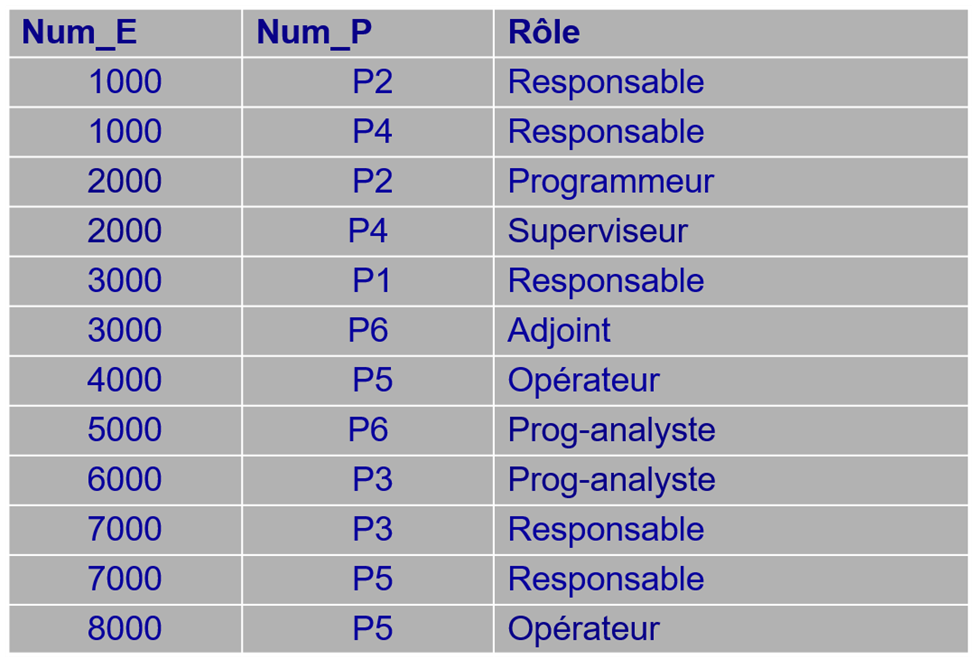 Num_E Num_P Rôle
1000 P2 Responsable
1000 P4 Responsable
2000 P2 Programmeur
2000 P4 Superviseur
3000 P1 Responsable
3000 P6 Adjoint
4000 P5 Opérateur
5000 P6 Prog-analyste
6000 P3 Prog-analyste
7000 P3 Responsable
7000 P5 Responsable
8000 P5 Opérateur